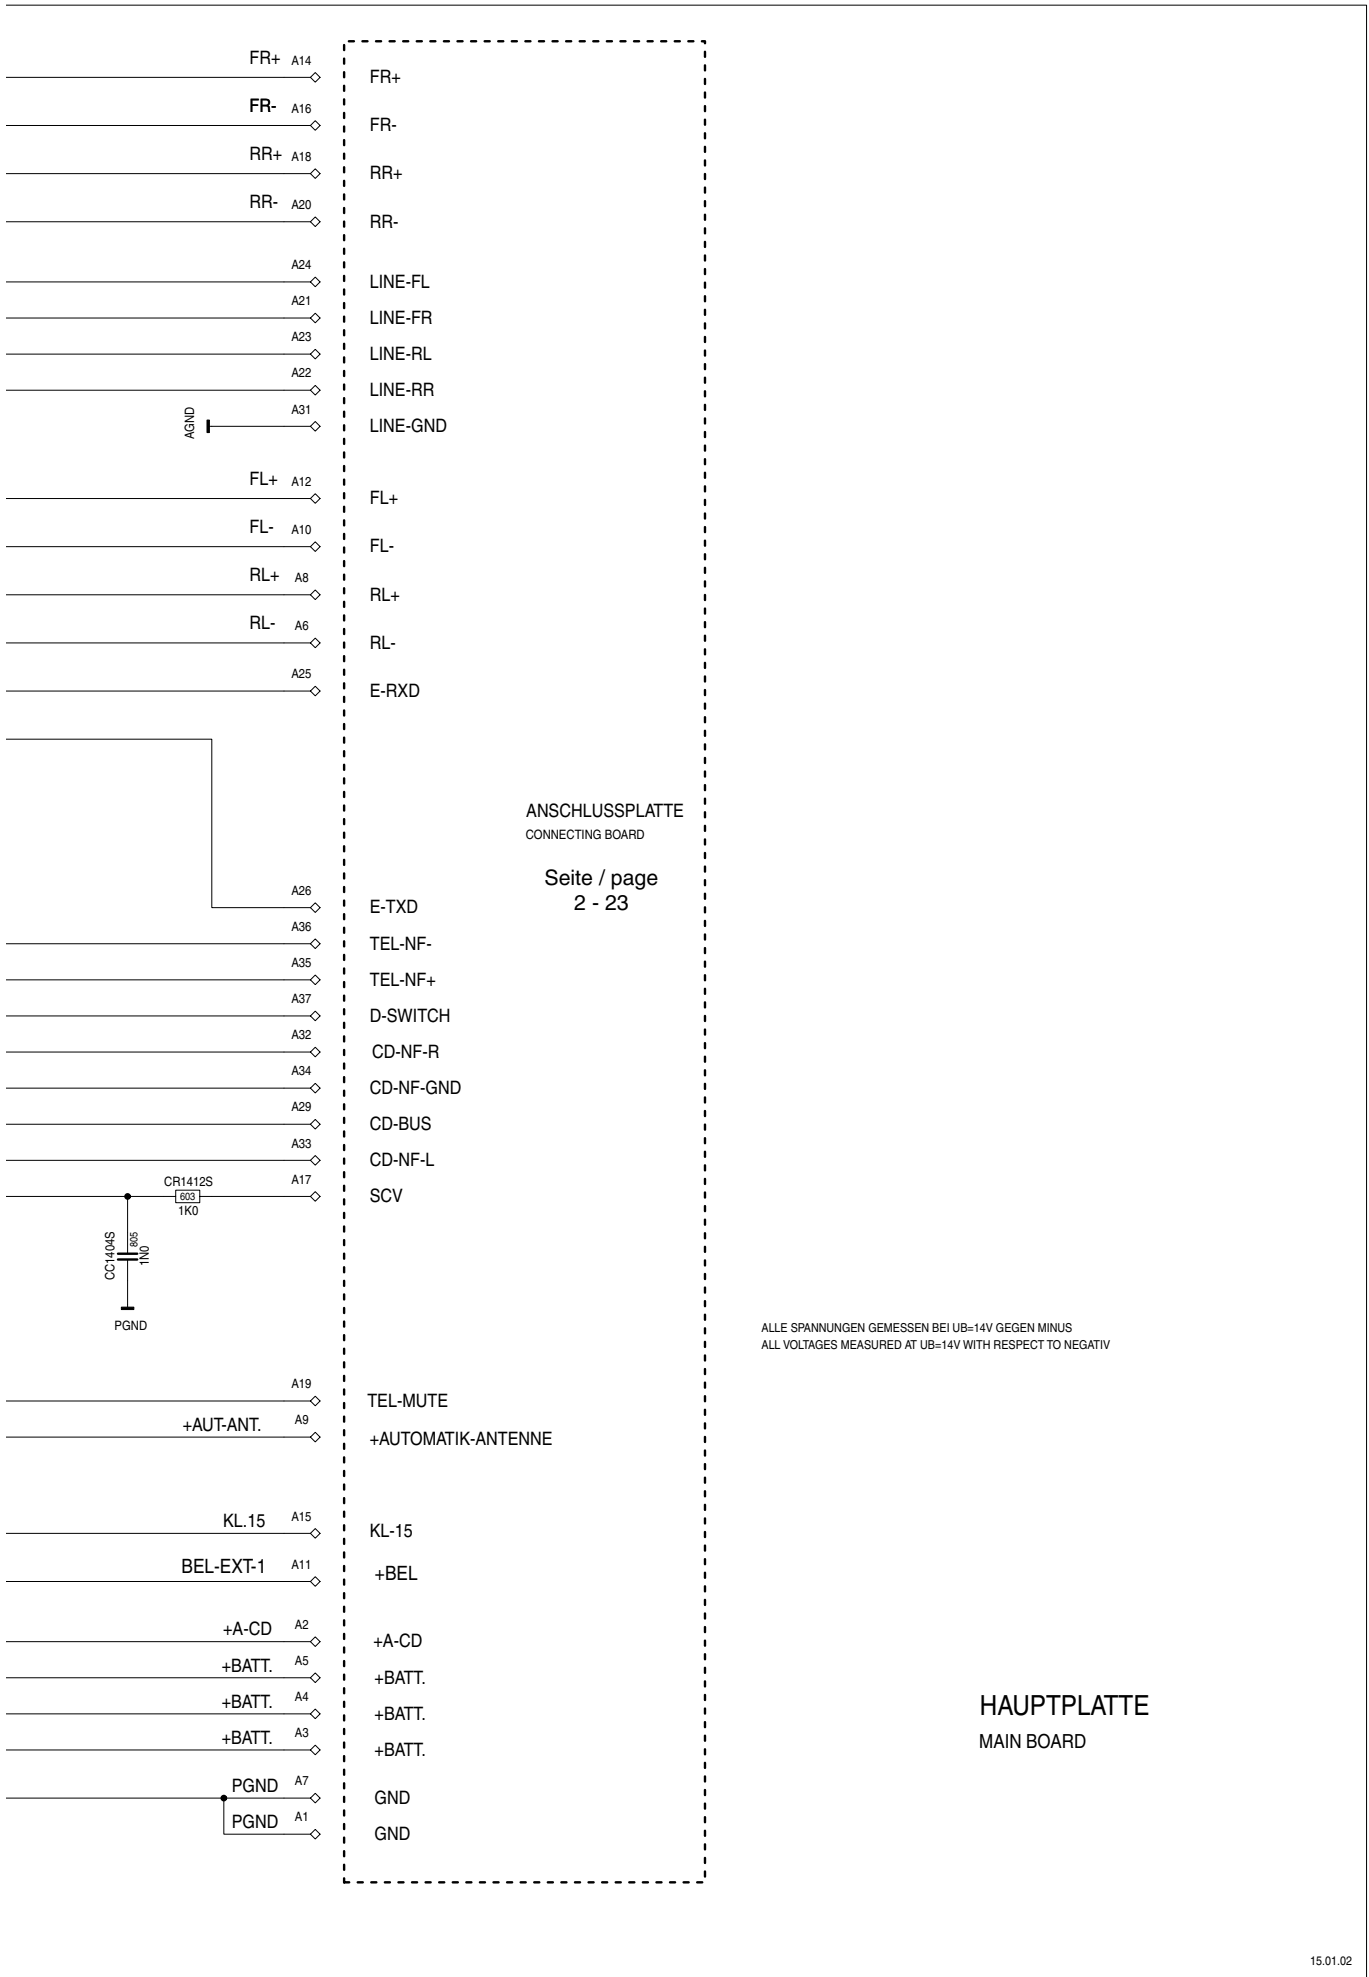 FR+ A14
FR+
FR- A16
FR-
RR+ A18
RR+
RR- A20
RR-
A24
LINE-FL
A21
LINE-FR
A23
LINE-RL
A22
LINE-RR
A31
AGND
LINE-GND
FL+ A12
FL+
FL- A10
FL-
RL+ A8
RL+
RL- A6
RL-
A25
E-RXD
ANSCHLUSSPLATTE
CONNECTING BOARD
Seite / page
2 - 23
A26
E-TXD
A36
TEL-NF-
A35
TEL-NF+
A37
D-SWITCH
A32
CD-NF-R
A34
CD-NF-GND
A29
CD-BUS
A33
CD-NF-L
CR1412S
A17
603
SCV
1K0
CC1404S
805
1N0
PGND
ALLE SPANNUNGEN GEMESSEN BEI UB=14V GEGEN MINUS
ALL VOLTAGES MEASURED AT UB=14V WITH RESPECT TO NEGATIV
A19
TEL-MUTE
+AUT-ANT. A9
+AUTOMATIK-ANTENNE
KL.15 A15
KL-15
BEL-EXT-1 A11
+BEL
+A-CD A2
+A-CD
+BATT. A5
+BATT.
+BATT. A4
+BATT.
+BATT. A3
+BATT.
HAUPTPLATTE
MAIN BOARD
PGND A7
GND
PGND A1
GND
15.01.02